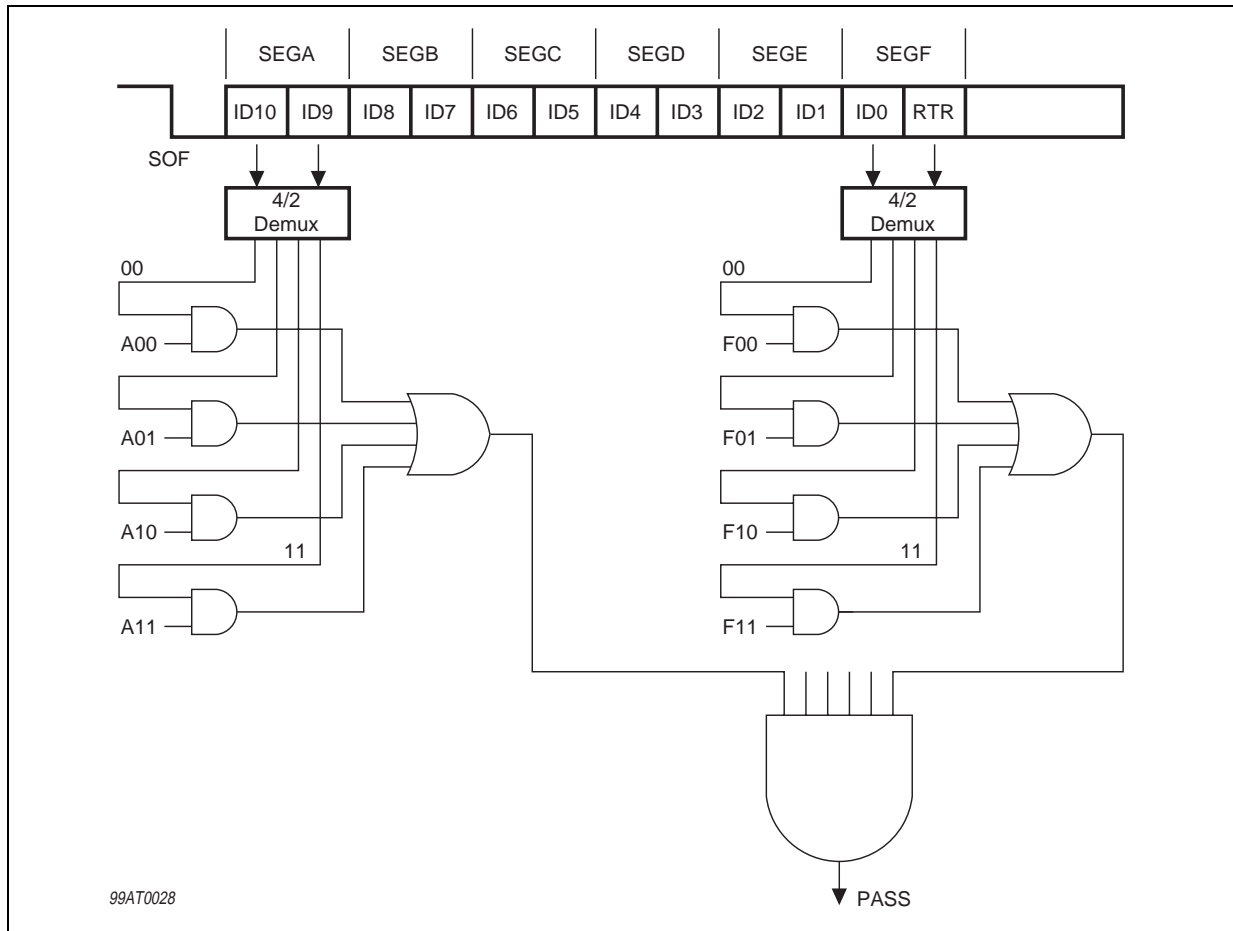 SEGA SEGB SEGC SEGD SEGE SEGF
ID10 ID9 ID8 ID7 ID6 ID5 ID4 ID3 ID2 ID1 ID0 RTR
SOF
4/2
Demux
4/2
Demux
00
A00
A01
A10
11
A11
00
F00
F01
F10
11
F11
PASS
99AT0028